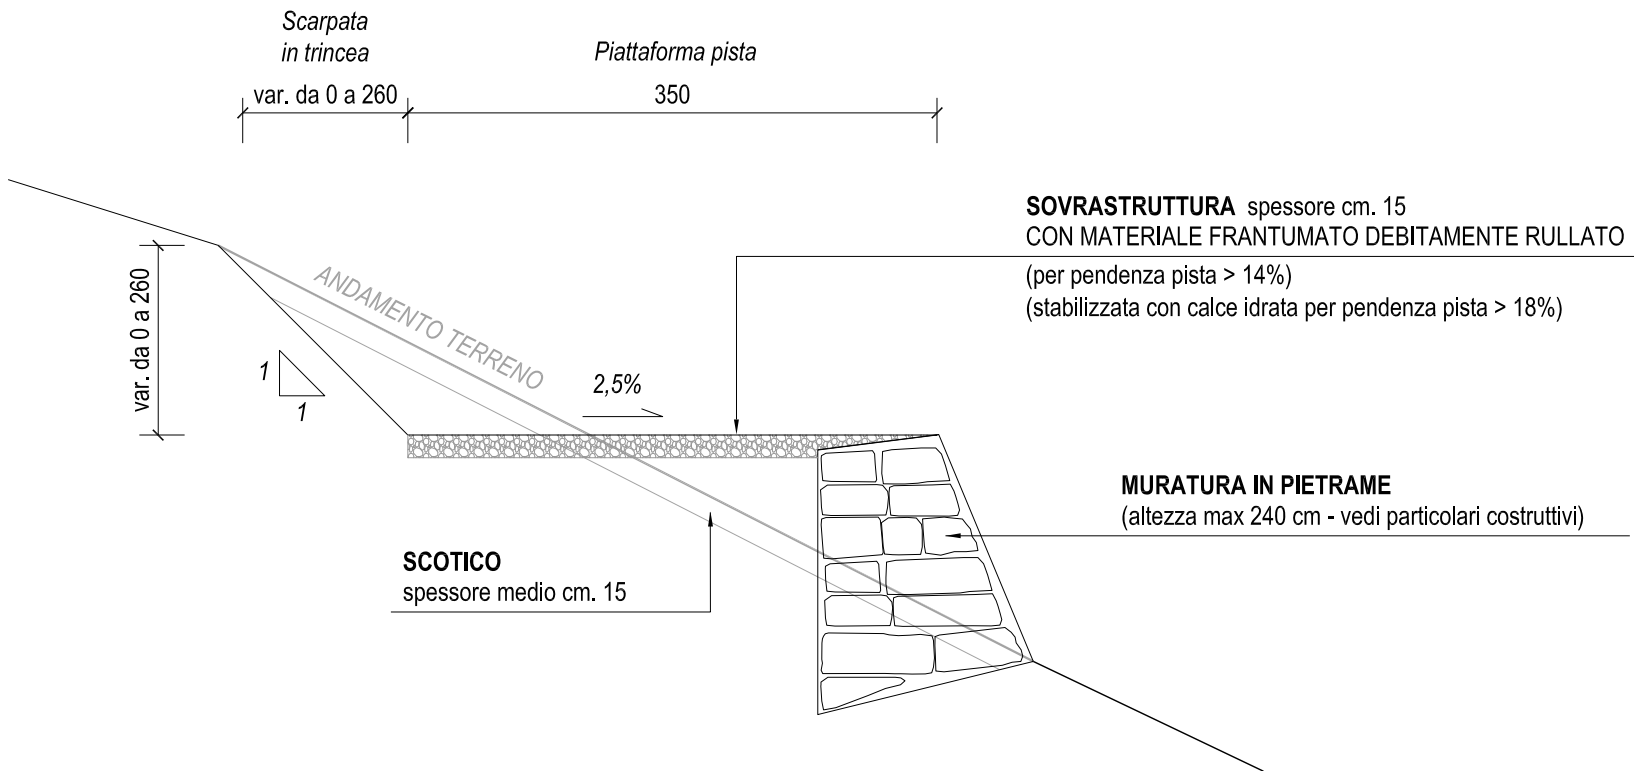 Scarpata
in trincea
Piattaforma pista
var. da 0 a 260
350
SOVRASTRUTTURA spessore cm. 15
CON MATERIALE FRANTUMATO DEBITAMENTE RULLATO
(per pendenza pista > 14%)
(stabilizzata con calce idrata per pendenza pista > 18%)
var. da 0 a 260
ANDAMENTO TERRENO
1
1
2,5%
MURATURA IN PIETRAME
(altezza max 240 cm - vedi particolari costruttivi)
SCOTICO
spessore medio cm. 15